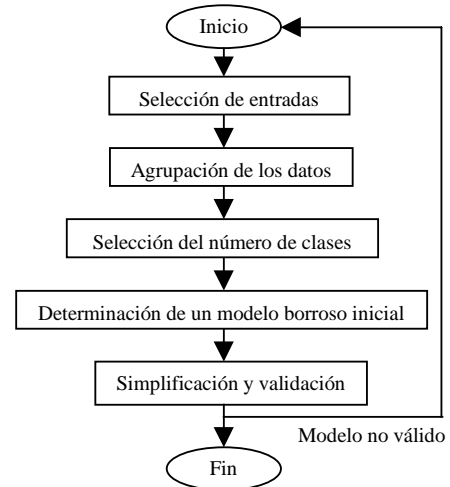 Inicio
Selección de entradas
Agrupación de los datos
Selección del número de clases
Determinación de un modelo borroso inicial
Simplificación y validación
Modelo no válido
Fin